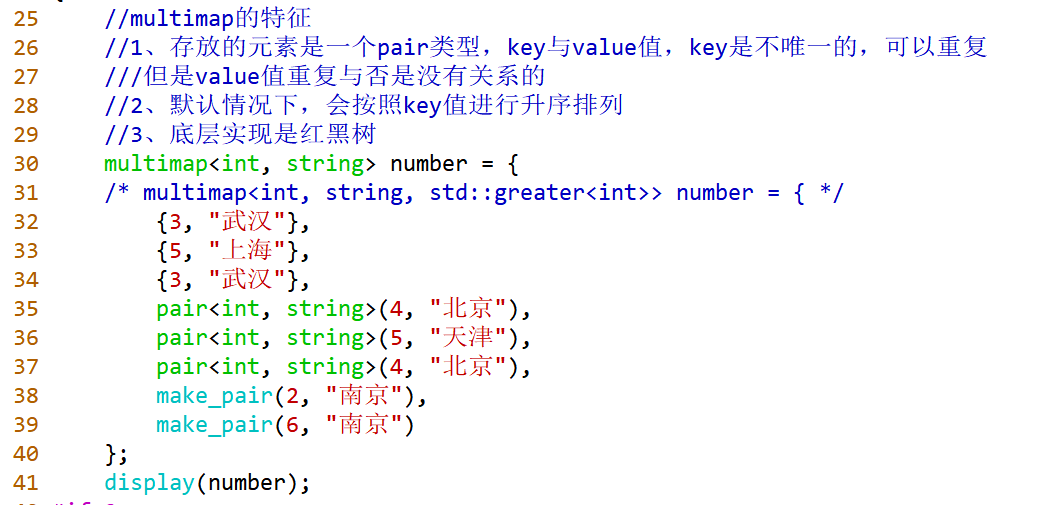 25 //multimap的特征
26 //1、存放的元素是一个pair类型，key与value值，key是不唯一的，可以重复
27 ///但是value值重复与否是没有关系的
28 //2、默认情况下，会按照key值进行升序排列
29 //3、底层实现是红黑树
30 multimap<int, string> number = {
31 /* multimap<int, string, std::greater<int>> number = { */
32 {3, "武汉"},
33 {5, "上海"},
34 {3, "武汉"},
35 pair<int, string>(4, "北京"),
36 pair<int, string>(5, "天津"),
37 pair<int, string>(4, "北京"),
38 make_pair(2, "南京"),
39 make_pair(6, "南京")
40 };
41 display(number);